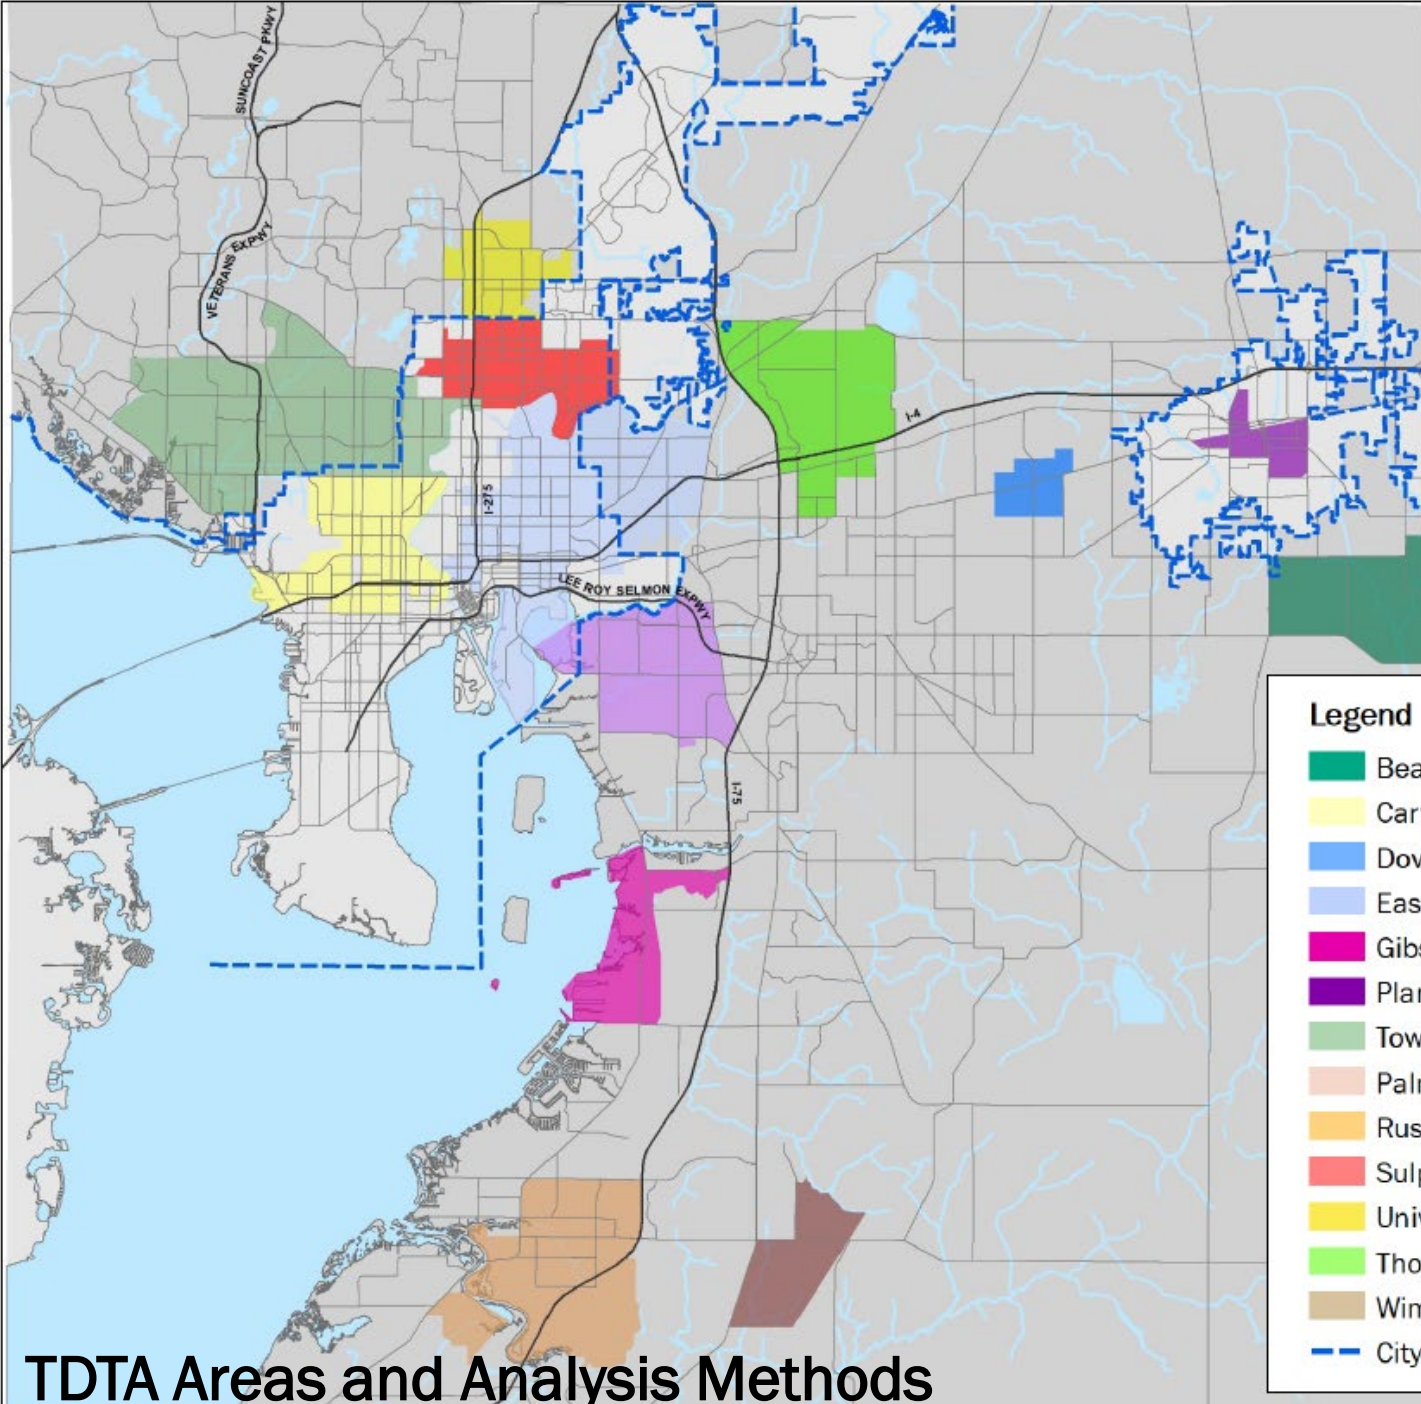 SUNCOAST PKWY
VETERANS EXPWY
I-4
I-275
LEE ROY SELMON EXPWY
I-75
Legend
Bea
Car
Dov
Eas
Gibs
Plan
Tow
Paln
Rus
Sulp
Univ
Tho
Win
City
TDTA Areas and Analysis Methods